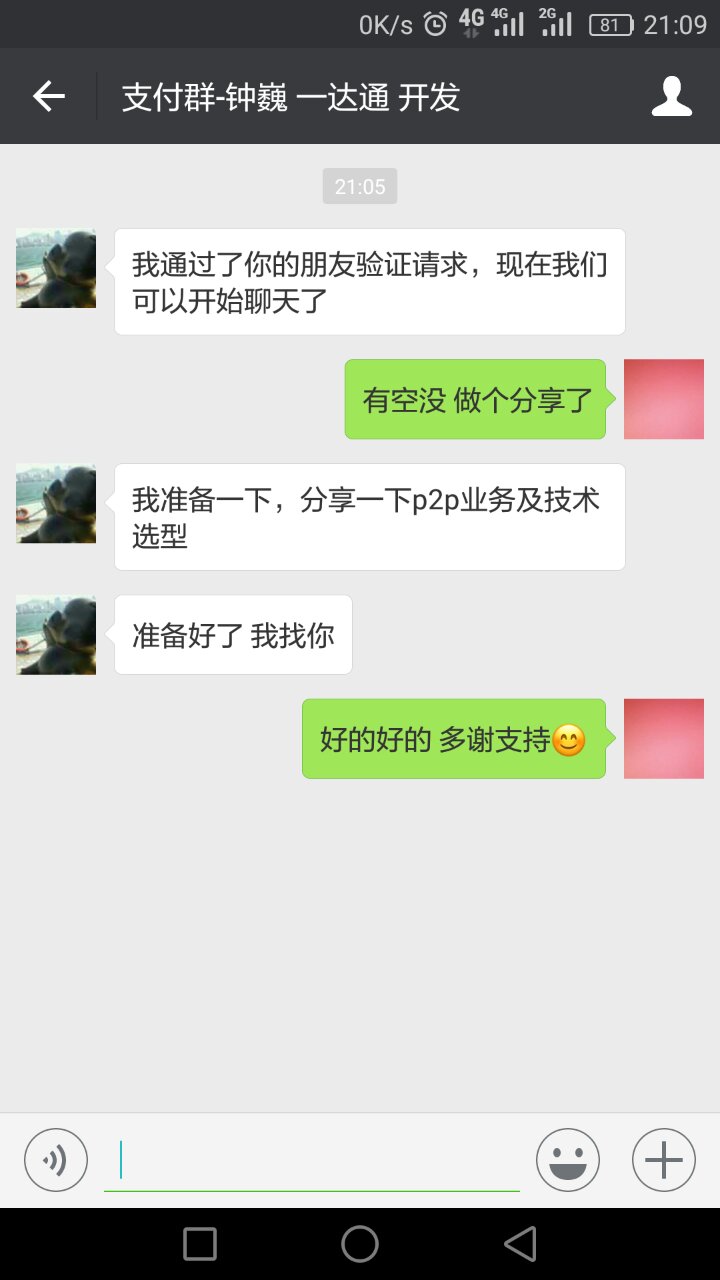 0K/s 4G 4G 2G 81 21:09
支付群-钟巍 一达通 开发
21:05
我通过了你的朋友验证请求，现在我们
可以开始聊天了
有空没 做个分享了
我准备一下，分享一下p2p业务及技术
选型
准备好了 我找你
好的好的 多谢支持😊